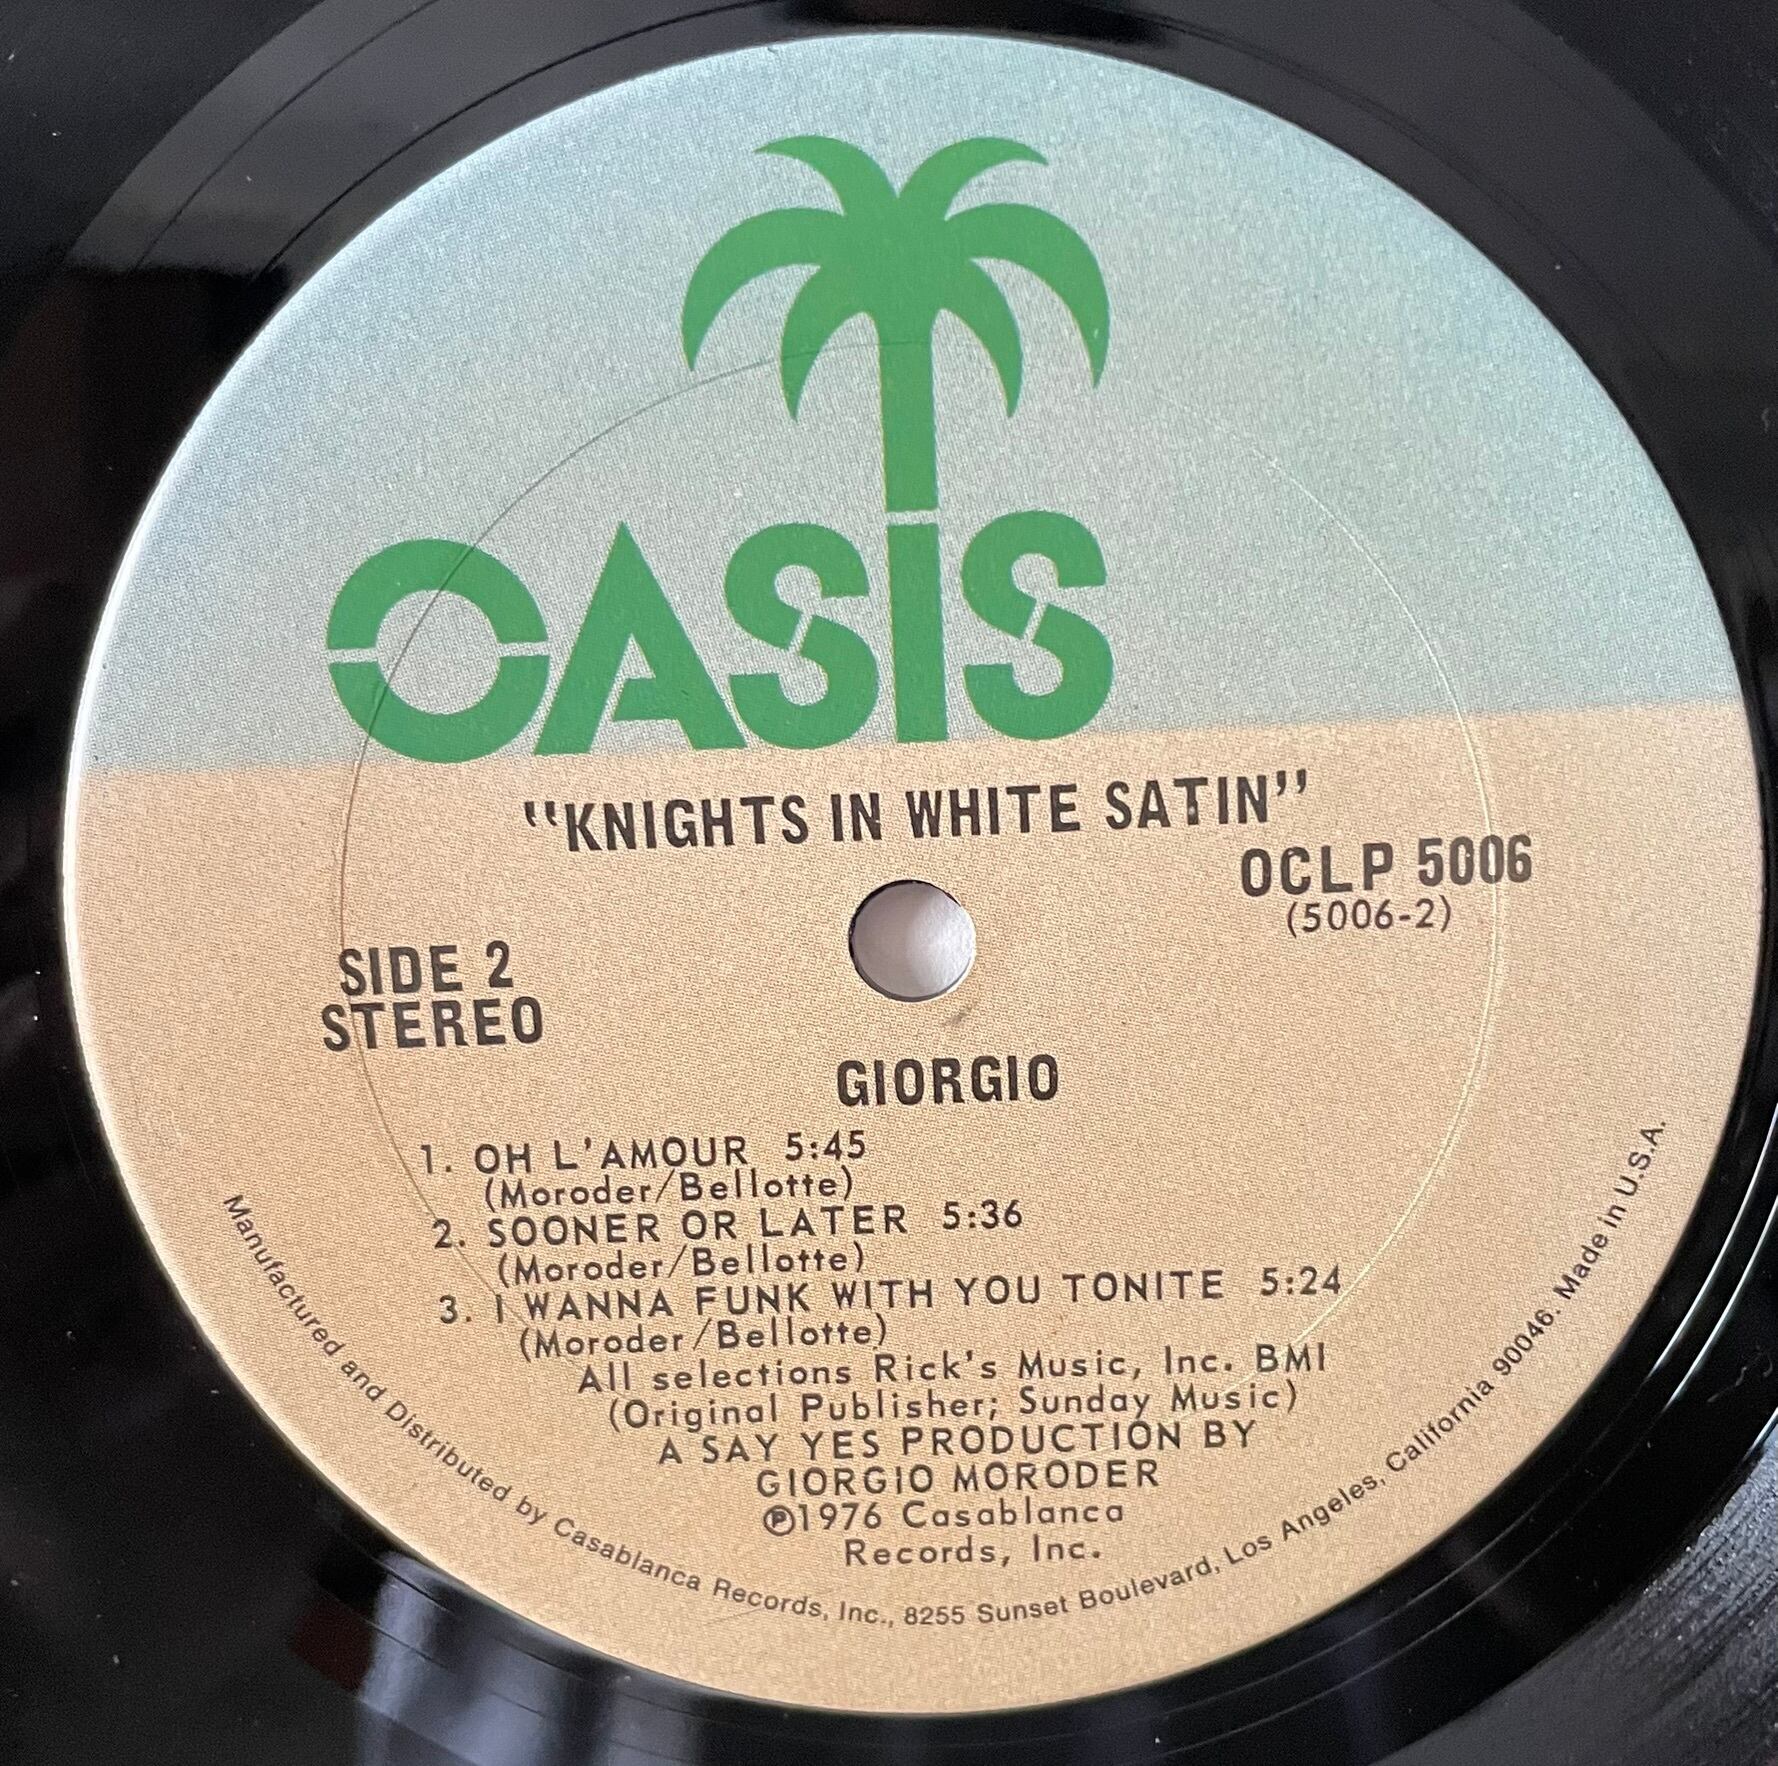 OASIS
"KNIGHTS IN WHITE SATIN"
OCLP 5006
(5006-2)
SIDE 2
STEREO
GIORGIO
1. OH L'AMOUR 5:45
(Moroder/Bellotte)
2. SOONER OR LATER 5:36
(Moroder/Bellotte)
3. I WANNA FUNK WITH YOU TONITE 5:24
(Moroder/Bellotte)
All selections Rick's Music, Inc. BMI
(Original Publisher; Sunday Music)
A SAY YES PRODUCTION BY
GIORGIO MORODER
℗1976 Casablanca
Records, Inc.
Manufactured and Distributed by Casablanca Records, Inc., 8255 Sunset Boulevard, Los Angeles, California 90046. Made in U.S.A.